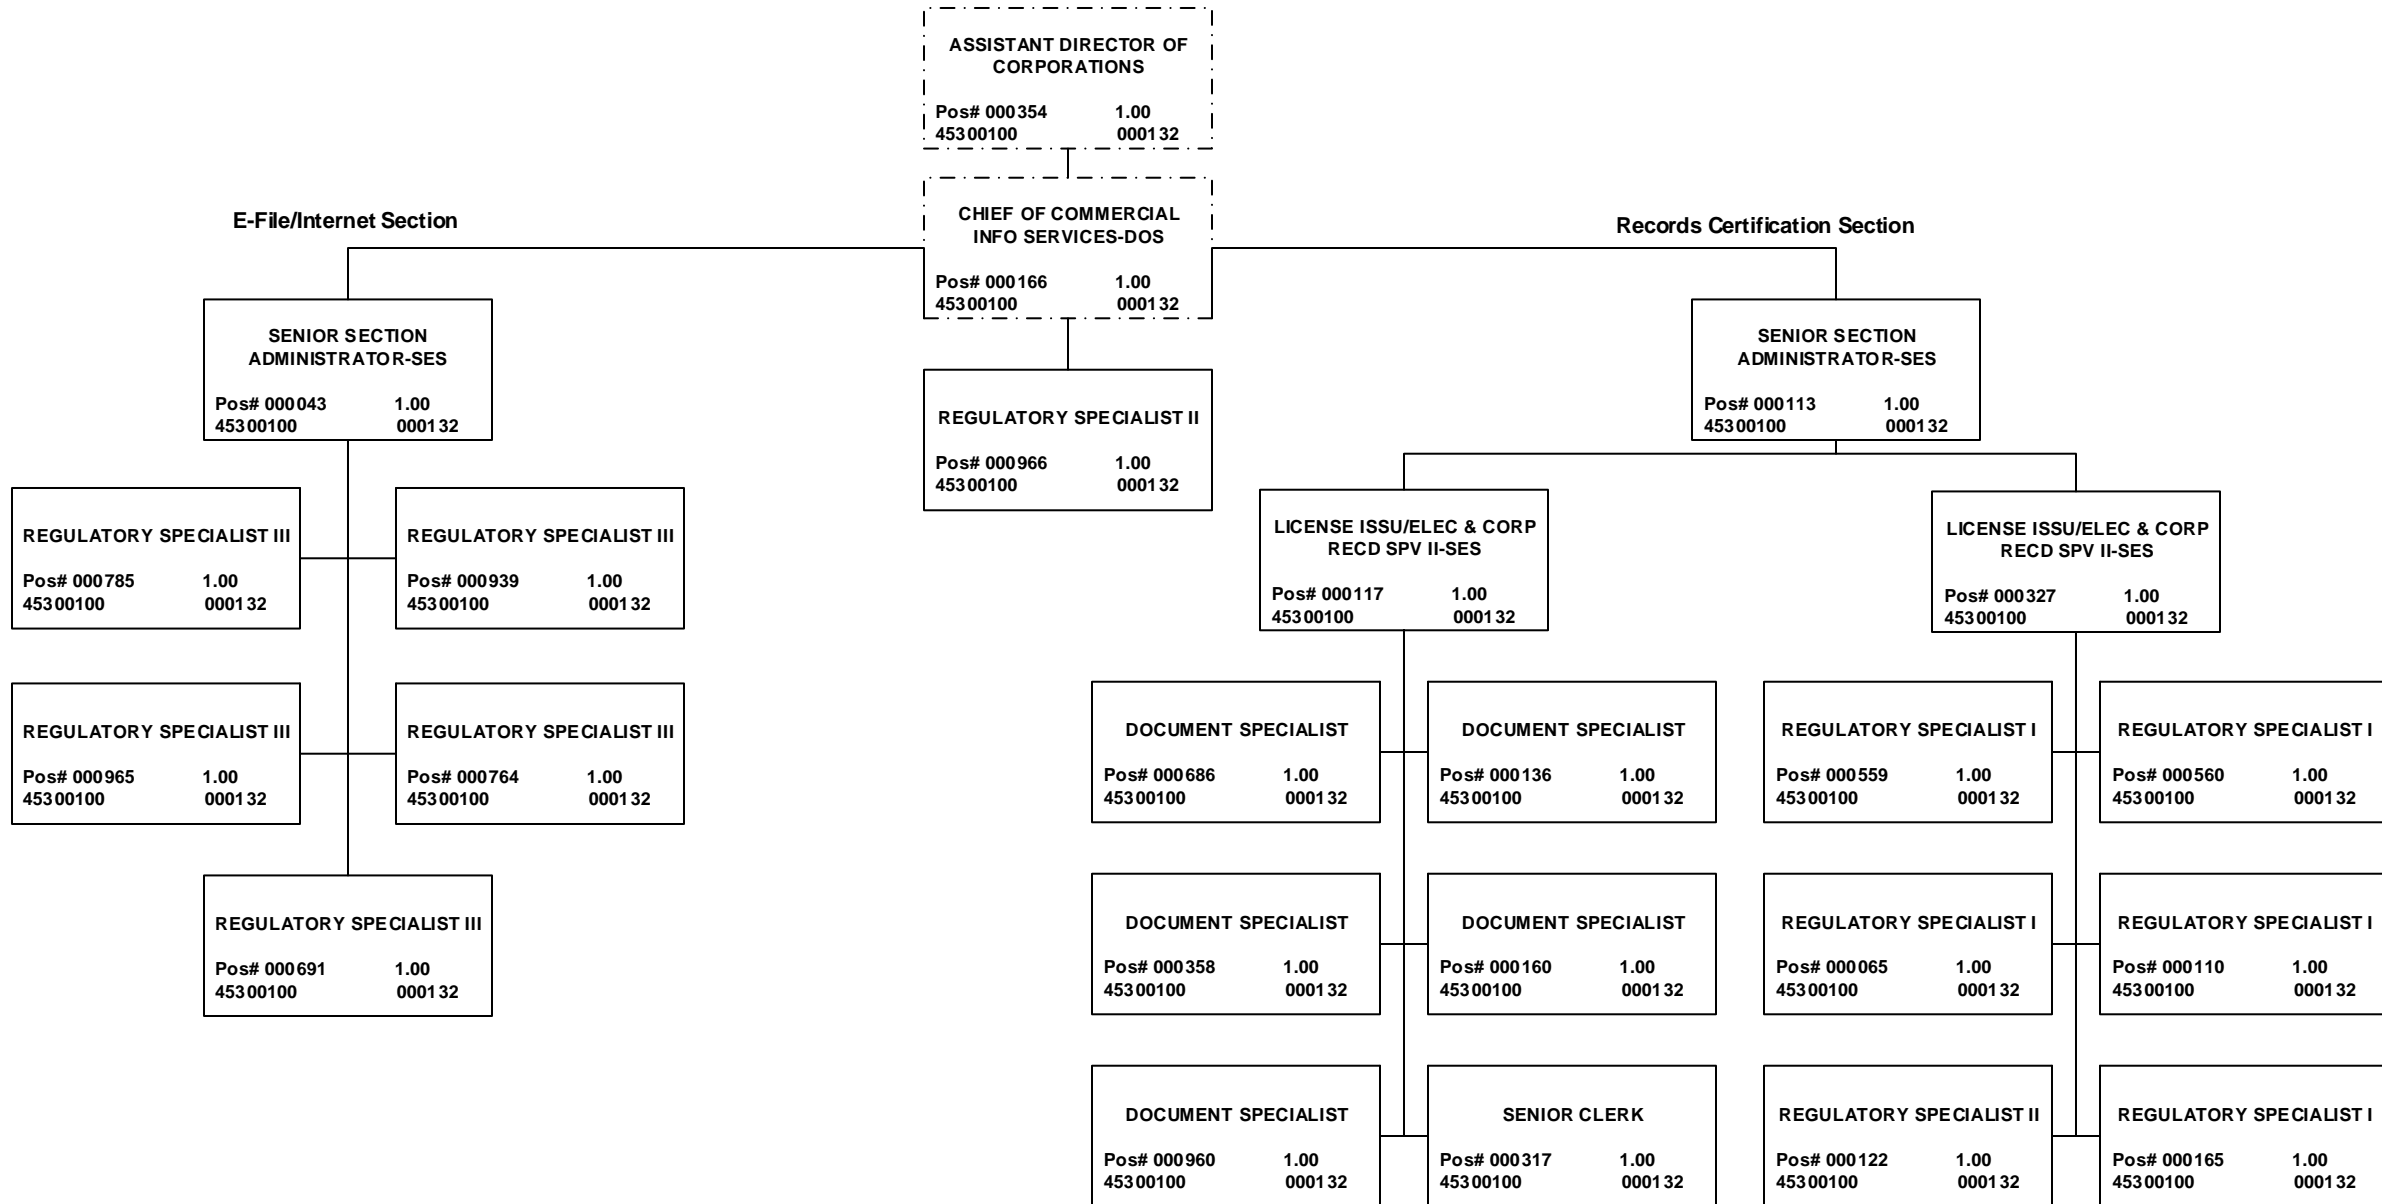 ASSISTANT DIRECTOR OF
CORPORATIONS
Pos# 000354 1.00
45300100 000132
CHIEF OF COMMERCIAL
INFO SERVICES-DOS
Pos# 000166 1.00
45300100 000132
REGULATORY SPECIALIST II
Pos# 000966 1.00
45300100 000132
E-File/Internet Section
SENIOR SECTION
ADMINISTRATOR-SES
Pos# 000043 1.00
45300100 000132
REGULATORY SPECIALIST III
Pos# 000785 1.00
45300100 000132
REGULATORY SPECIALIST III
Pos# 000939 1.00
45300100 000132
REGULATORY SPECIALIST III
Pos# 000965 1.00
45300100 000132
REGULATORY SPECIALIST III
Pos# 000764 1.00
45300100 000132
REGULATORY SPECIALIST III
Pos# 000691 1.00
45300100 000132
Records Certification Section
SENIOR SECTION
ADMINISTRATOR-SES
Pos# 000113 1.00
45300100 000132
LICENSE ISSU/ELEC & CORP
RECD SPV II-SES
Pos# 000117 1.00
45300100 000132
DOCUMENT SPECIALIST
Pos# 000686 1.00
45300100 000132
DOCUMENT SPECIALIST
Pos# 000136 1.00
45300100 000132
DOCUMENT SPECIALIST
Pos# 000358 1.00
45300100 000132
DOCUMENT SPECIALIST
Pos# 000160 1.00
45300100 000132
DOCUMENT SPECIALIST
Pos# 000960 1.00
45300100 000132
SENIOR CLERK
Pos# 000317 1.00
45300100 000132
LICENSE ISSU/ELEC & CORP
RECD SPV II-SES
Pos# 000327 1.00
45300100 000132
REGULATORY SPECIALIST I
Pos# 000559 1.00
45300100 000132
REGULATORY SPECIALIST I
Pos# 000560 1.00
45300100 000132
REGULATORY SPECIALIST I
Pos# 000065 1.00
45300100 000132
REGULATORY SPECIALIST I
Pos# 000110 1.00
45300100 000132
REGULATORY SPECIALIST II
Pos# 000122 1.00
45300100 000132
REGULATORY SPECIALIST I
Pos# 000165 1.00
45300100 000132